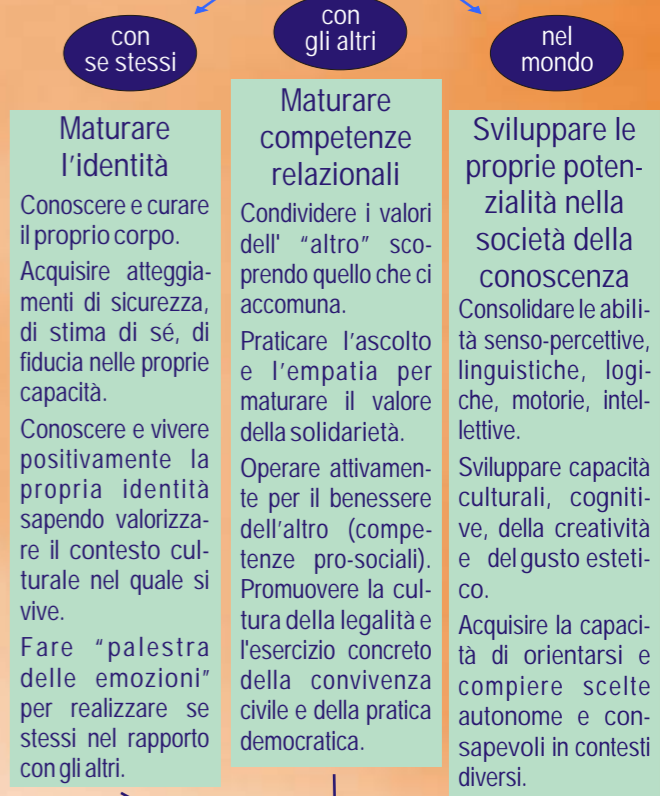 con
se stessi
Maturare
l'identità
Conoscere e curare
il proprio corpo.
Acquisire atteggia-
menti di sicurezza,
di stima di sé, di
fiducia nelle proprie
capacità.
Conoscere e vivere
positivamente la
propria identità
sapendo valorizza-
re il contesto cul-
turale nel quale si
vive.
Fare “palestra
delle emozioni”
per realizzare se
stessi nel rapporto
con gli altri.
con
gli altri
Maturare
competenze
relazionali
Condividere i valori
dell' “altro” sco-
prendo quello che ci
accomuna.
Praticare l'ascolto
e l'empatia per
maturare il valore
della solidarietà.
Operare attivamen-
te per il benessere
dell'altro (compe-
tenze pro-sociali).
Promuovere la cul-
tura della legalità e
l'esercizio concreto
della convivenza
civile e della pratica
democratica.
nel
mondo
Sviluppare le
proprie poten-
zialità nella
società della
conoscenza
Consolidare le abili-
tà senso-percettive,
linguistiche, logi-
che, motorie, intel-
lettive.
Sviluppare capacità
culturali, cogniti-
ve, della creatività
e del gusto esteti-
co.
Acquisire la capaci-
tà di orientarsi e
compiere scelte
autonome e con-
sapevoli in contesti
diversi.